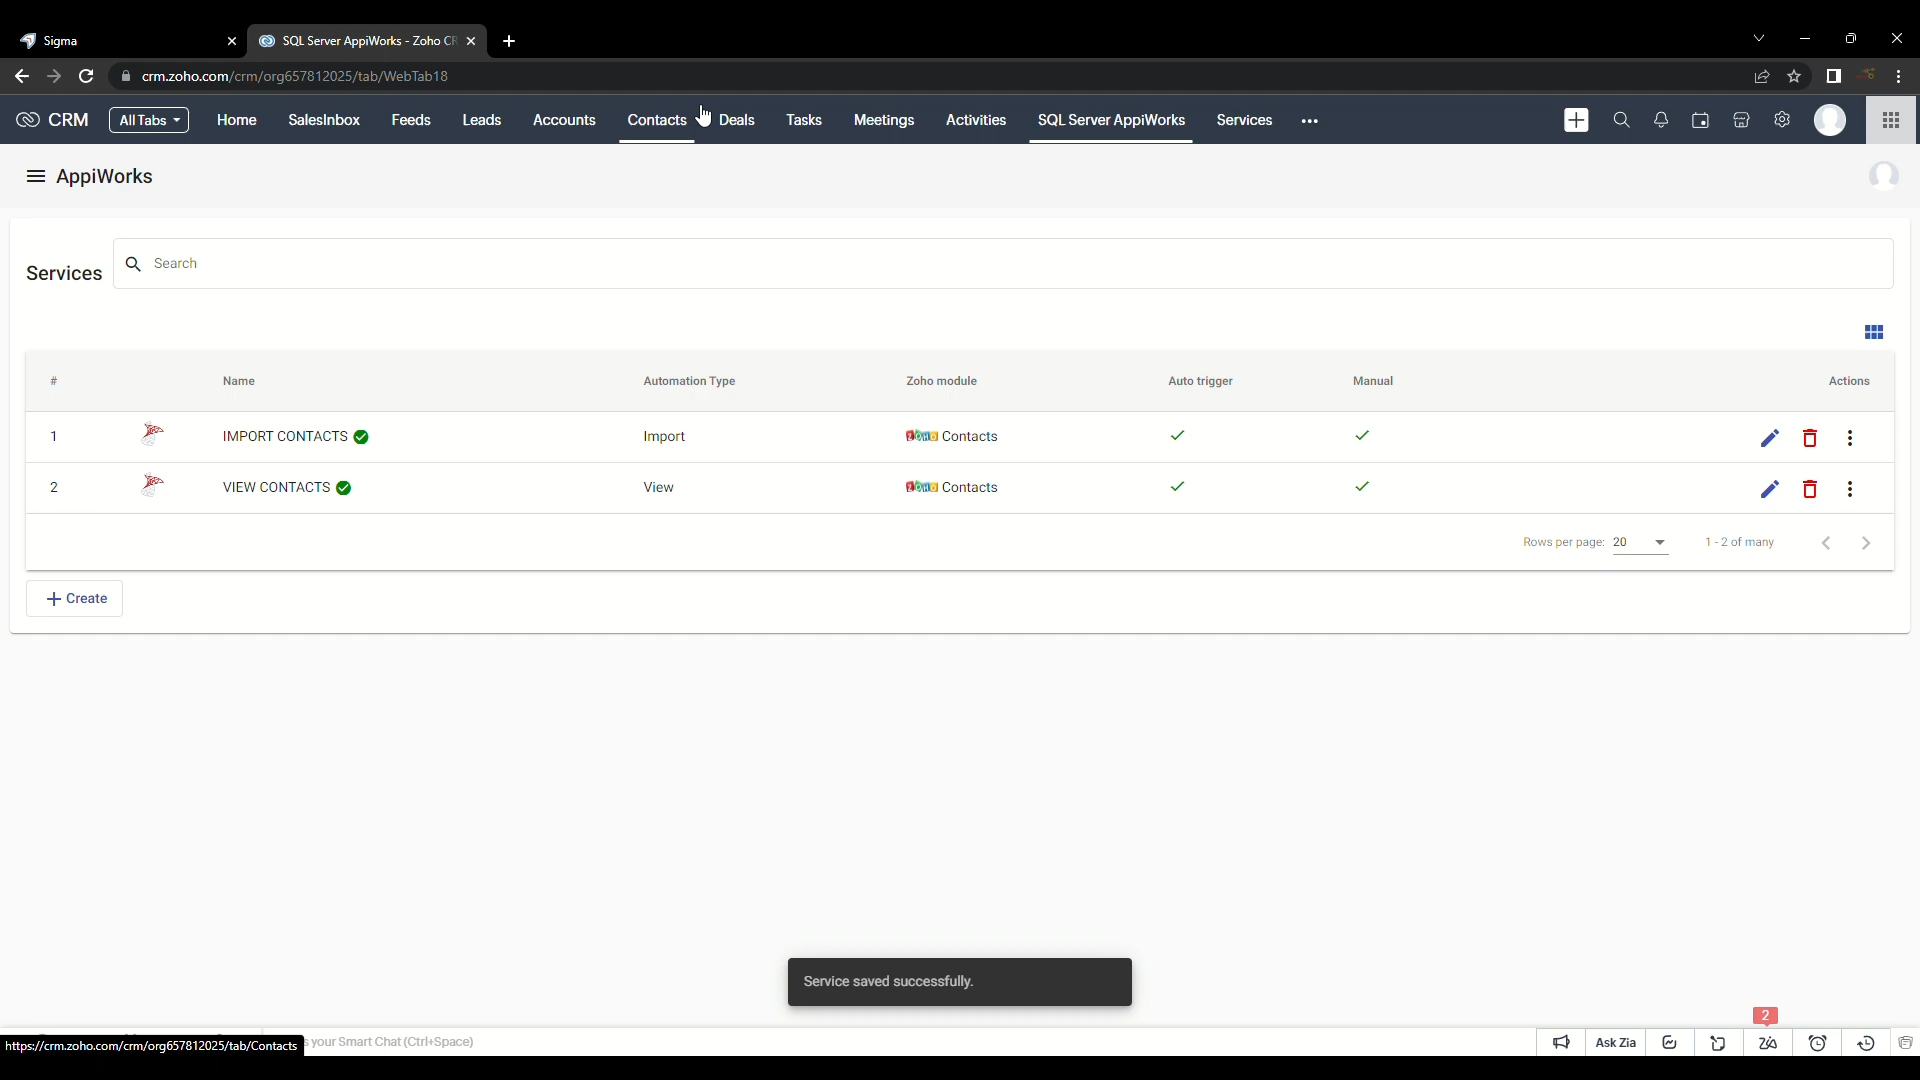 Sigma
SQL Server AppiWorks - Zoho CR
crm.zoho.com/crm/org657812025/tab/WebTab18
CRM All Tabs Home SalesInbox Feeds Leads Accounts Contacts Deals Tasks Meetings Activities SQL Server AppiWorks Services
AppiWorks
Services Search
# Name Automation Type Zoho module Auto trigger Manual Actions
1 IMPORT CONTACTS Import ZOHO Contacts
2 VIEW CONTACTS View ZOHO Contacts
Rows per page: 20 1 - 2 of many
+ Create
Service saved successfully.
2
https://crm.zoho.com/crm/org657812025/tab/Contacts
s your Smart Chat (Ctrl+Space) Ask Zia